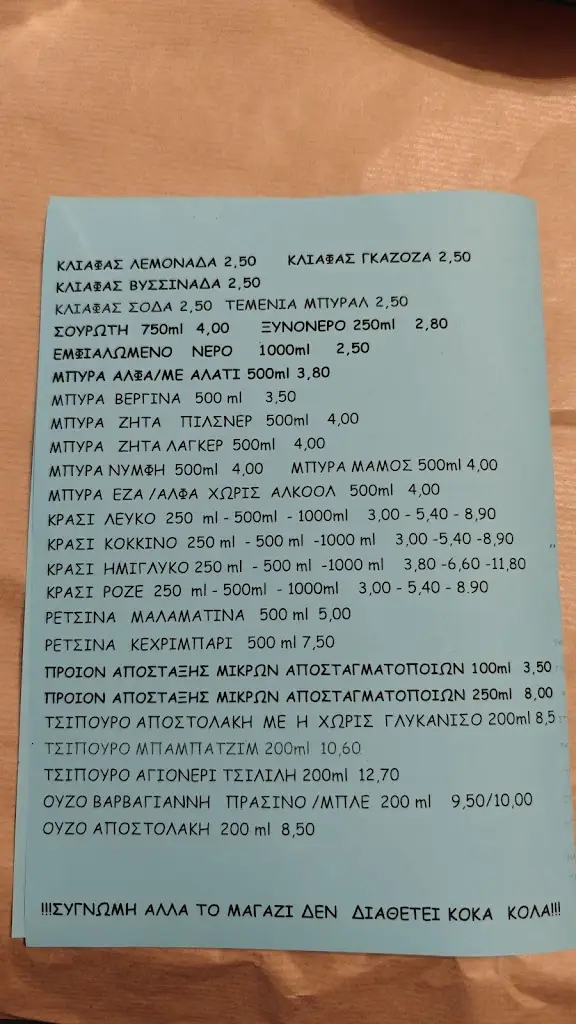 ΚΛΙΑΦΑΣ ΛΕΜΟΝΑΔΑ 2,50 ΚΛΙΑΦΑΣ ΓΚΑΖΟΖΑ 2,50
ΚΛΙΑΦΑΣ ΒΥΣΣΙΝΑΔΑ 2,50
ΚΛΙΑΦΑΣ ΣΟΔΑ 2,50 ΤΕΜΕΝΙΑ ΜΠΥΡΑΛ 2,50
ΣΟΥΡΩΤΗ 750ml 4,00 ΞΥΝΟΝΕΡΟ 250ml 2,80
ΕΜΦΙΑΛΩΜΕΝΟ ΝΕΡΟ 1000ml 2,50
ΜΠΥΡΑ ΑΛΦΑ/ΜΕ ΑΛΑΤΙ 500ml 3,80
ΜΠΥΡΑ ΒΕΡΓΙΝΑ 500 ml 3,50
ΜΠΥΡΑ ΖΗΤΑ ΠΙΛΣΝΕΡ 500ml 4,00
ΜΠΥΡΑ ΖΗΤΑ ΛΑΓΚΕΡ 500ml 4,00
ΜΠΥΡΑ ΝΥΜΦΗ 500ml 4,00 ΜΠΥΡΑ ΜΑΜΟΣ 500ml 4,00
ΜΠΥΡΑ ΕΖΑ /ΑΛΦΑ ΧΩΡΙΣ ΑΛΚΟΟΛ 500ml 4,00
ΚΡΑΣΙ ΛΕΥΚΟ 250 ml - 500ml - 1000ml 3,00 - 5,40 - 8,90
ΚΡΑΣΙ ΚΟΚΚΙΝΟ 250 ml - 500 ml -1000 ml 3,00 -5,40 -8,90
ΚΡΑΣΙ ΗΜΙΓΛΥΚΟ 250 ml - 500 ml -1000 ml 3,80 -6,60 -11,80
ΚΡΑΣΙ ΡΟΖΕ 250 ml - 500ml - 1000ml 3,00 - 5,40 - 8.90
ΡΕΤΣΙΝΑ ΜΑΛΑΜΑΤΙΝΑ 500 ml 5,00
ΡΕΤΣΙΝΑ ΚΕΧΡΙΜΠΑΡΙ 500 ml 7,50
ΠΡΟΙΟΝ ΑΠΟΣΤΑΞΗΣ ΜΙΚΡΩΝ ΑΠΟΣΤΑΓΜΑΤΟΠΟΙΩΝ 100ml 3,50
ΠΡΟΙΟΝ ΑΠΟΣΤΑΞΗΣ ΜΙΚΡΩΝ ΑΠΟΣΤΑΓΜΑΤΟΠΟΙΩΝ 250ml 8,00
ΤΣΙΠΟΥΡΟ ΑΠΟΣΤΟΛΑΚΗ ΜΕ Η ΧΩΡΙΣ ΓΛΥΚΑΝΙΣΟ 200ml 8,5
ΤΣΙΠΟΥΡΟ ΜΠΑΜΠΑΤΖΙΜ 200ml 10,60
ΤΣΙΠΟΥΡΟ ΑΓΙΟΝΕΡΙ ΤΣΙΛΙΛΗ 200ml 12,70
ΟΥΖΟ ΒΑΡΒΑΓΙΑΝΝΗ ΠΡΑΣΙΝΟ /ΜΠΛΕ 200 ml 9,50/10,00
ΟΥΖΟ ΑΠΟΣΤΟΛΑΚΗ 200 ml 8,50
!!!ΣΥΓΝΩΜΗ ΑΛΛΑ ΤΟ ΜΑΓΑΖΙ ΔΕΝ ΔΙΑΘΕΤΕΙ ΚΟΚΑ ΚΟΛΑ!!!